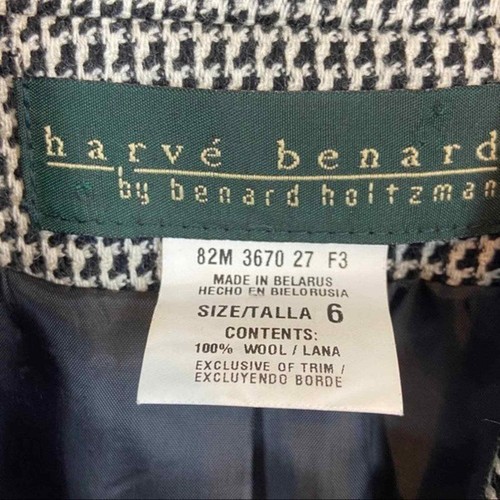 harvé benard
by benard holtzman
82M 3670 27 F3
MADE IN BELARUS
HECHO EN BIELORUSIA
SIZE/TALLA 6
CONTENTS:
100% WOOL / LANA
EXCLUSIVE OF TRIM /
EXCLUYENDO BORDE